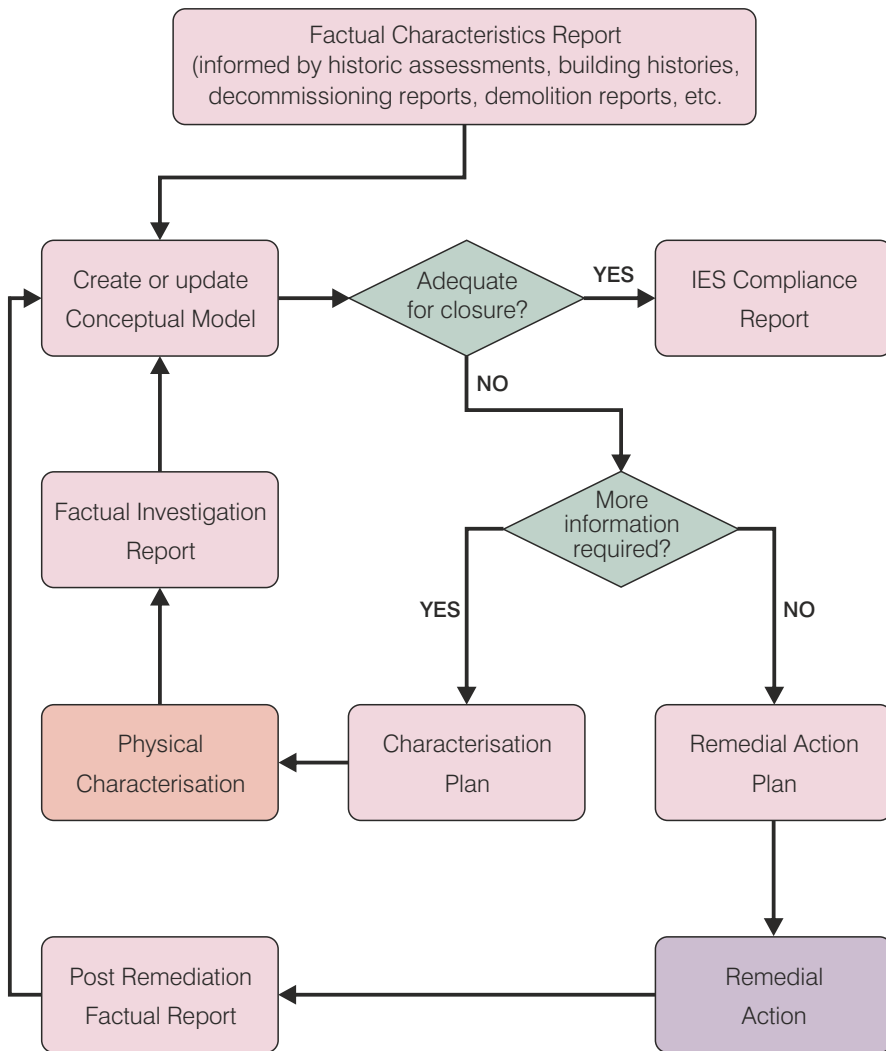 Factual Characteristics Report
(informed by historic assessments, building histories,
decommissioning reports, demolition reports, etc.
Create or update
Conceptual Model
Adequate
for closure?
YES
IES Compliance
Report
NO
Factual Investigation
Report
More
information
required?
YES
NO
Physical
Characterisation
Characterisation
Plan
Remedial Action
Plan
Post Remediation
Factual Report
Remedial
Action